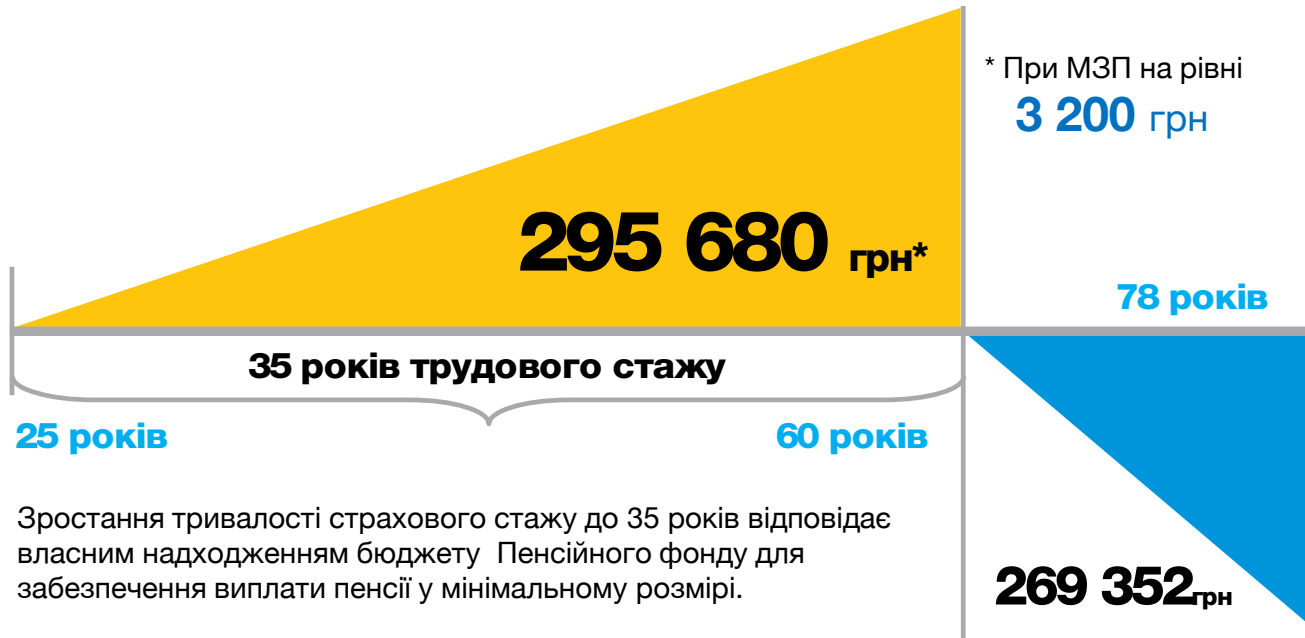 * При МЗП на рівні
3 200 грн
295 680 грн*
78 років
35 років трудового стажу
25 років
60 років
Зростання тривалості страхового стажу до 35 років відповідає
власним надходженням бюджету Пенсійного фонду для
забезпечення виплати пенсії у мінімальному розмірі.
269 352грн